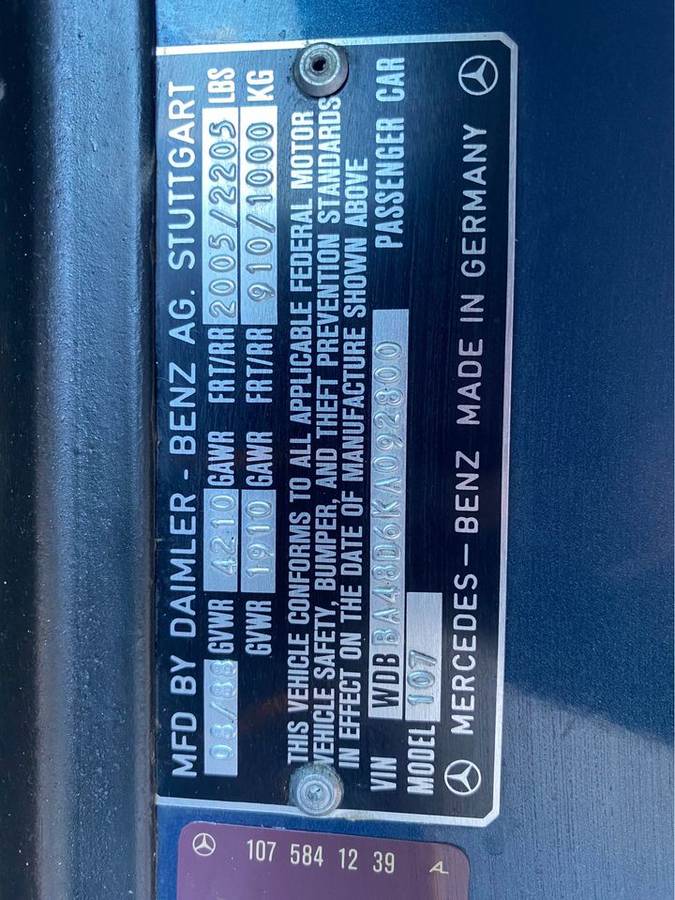 MFD BY DAIMLER - BENZ AG. STUTTGART
09/88 GVWR 4210 GAWR FRT/RR 2005/2205 LBS
GVWR 1910 GAWR FRT/RR 910/1000 KG
THIS VEHICLE CONFORMS TO ALL APPLICABLE FEDERAL MOTOR
VEHICLE SAFETY, BUMPER, AND THEFT PREVENTION STANDARDS
IN EFFECT ON THE DATE OF MANUFACTURE SHOWN ABOVE
VIN WDB BA48D6KA092800 PASSENGER CAR
MODEL 107
MERCEDES-BENZ MADE IN GERMANY
107 584 12 39 AL